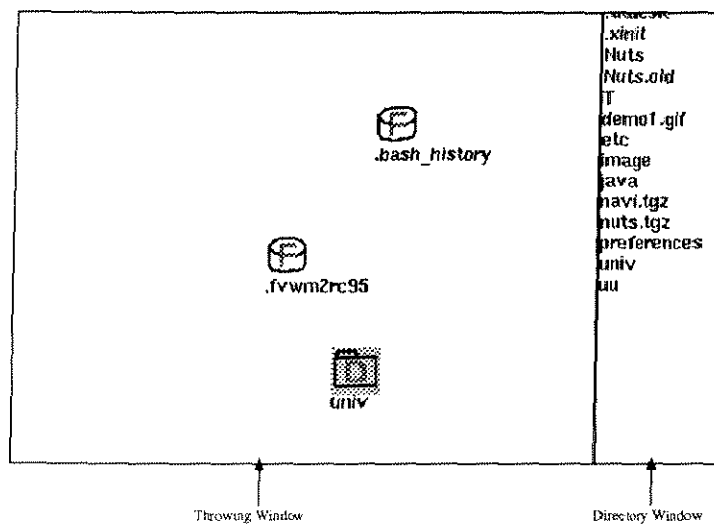 .xinit
Nuts
Nuts.old
T
demo1.gif
etc
image
java
navi.tgz
nuts.tgz
preferences
univ
uu
F
.bash_history
F
.fvwm2rc95
D
univ
Throwing Window
Directory Window